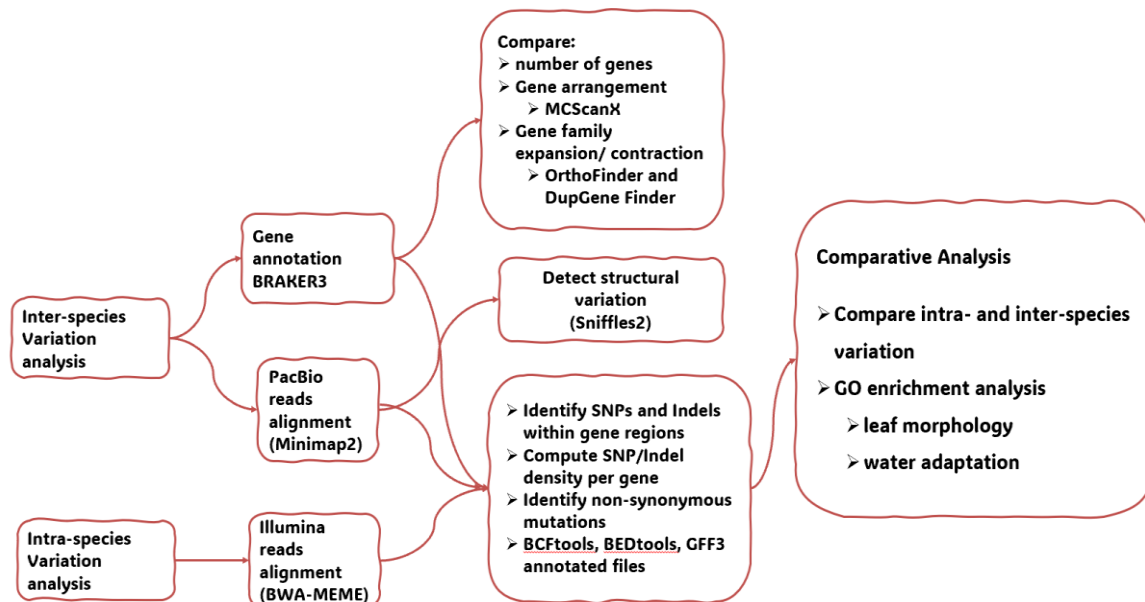 Compare:
➢ number of genes
➢ Gene arrangement
➢ MCScanX
➢ Gene family
expansion/ contraction
➢ OrthoFinder and
DupGene Finder
Gene
annotation
BRAKER3
Detect structural
variation
(Sniffles2)
Inter-species
Variation
analysis
PacBio
reads
alignment
(Minimap2)
➢ Identify SNPs and Indels
within gene regions
➢ Compute SNP/Indel
density per gene
➢ Identify non-synonymous
mutations
➢ BCFtools, BEDtools, GFF3
annotated files
Intra-species
Variation
analysis
Illumina
reads
alignment
(BWA-MEME)
Comparative Analysis
➢ Compare intra- and inter-species
variation
➢ GO enrichment analysis
➢ leaf morphology
➢ water adaptation